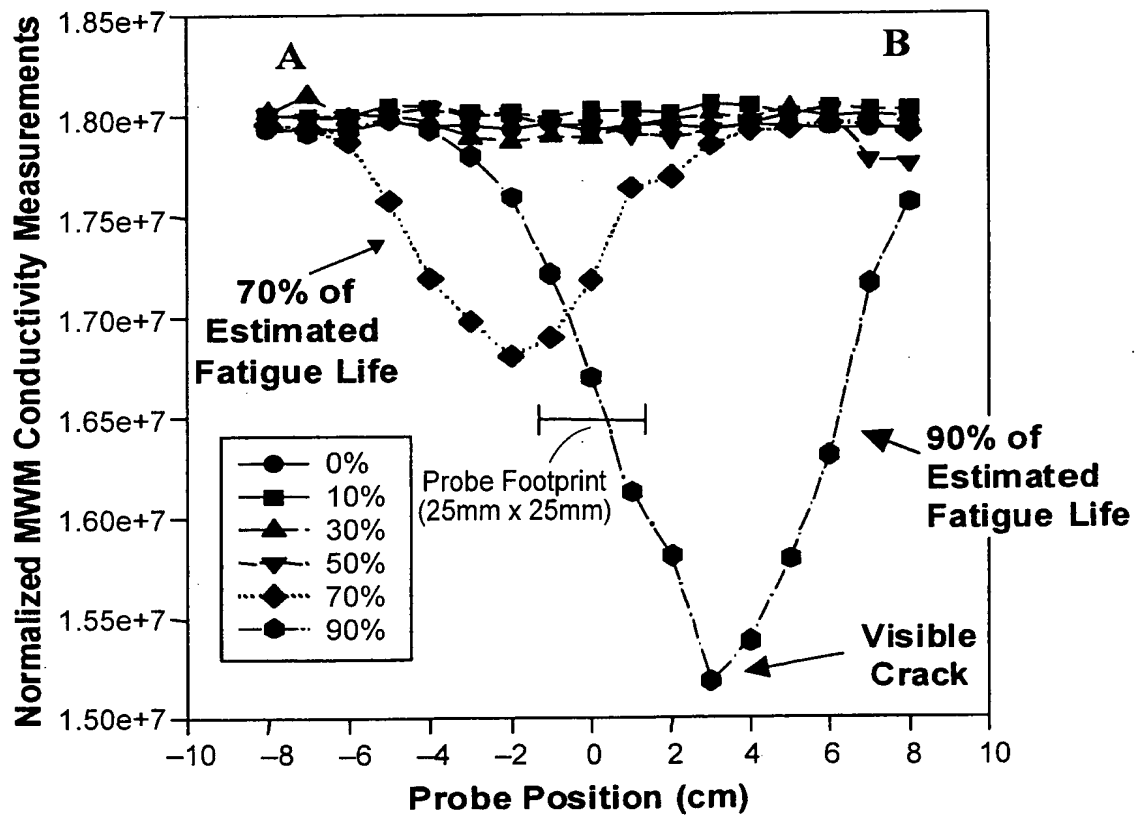 Normalized MWM Conductivity Measurements
1.85e+7
1.80e+7
1.75e+7
1.70e+7
1.65e+7
1.60e+7
1.55e+7
1.50e+7
A
B
70% of
Estimated
Fatigue Life
Probe Footprint
(25mm x 25mm)
90% of
Estimated
Fatigue Life
Visible
Crack
0%
10%
30%
50%
70%
90%
–10
–8
–6
–4
–2
0
2
4
6
8
10
Probe Position (cm)